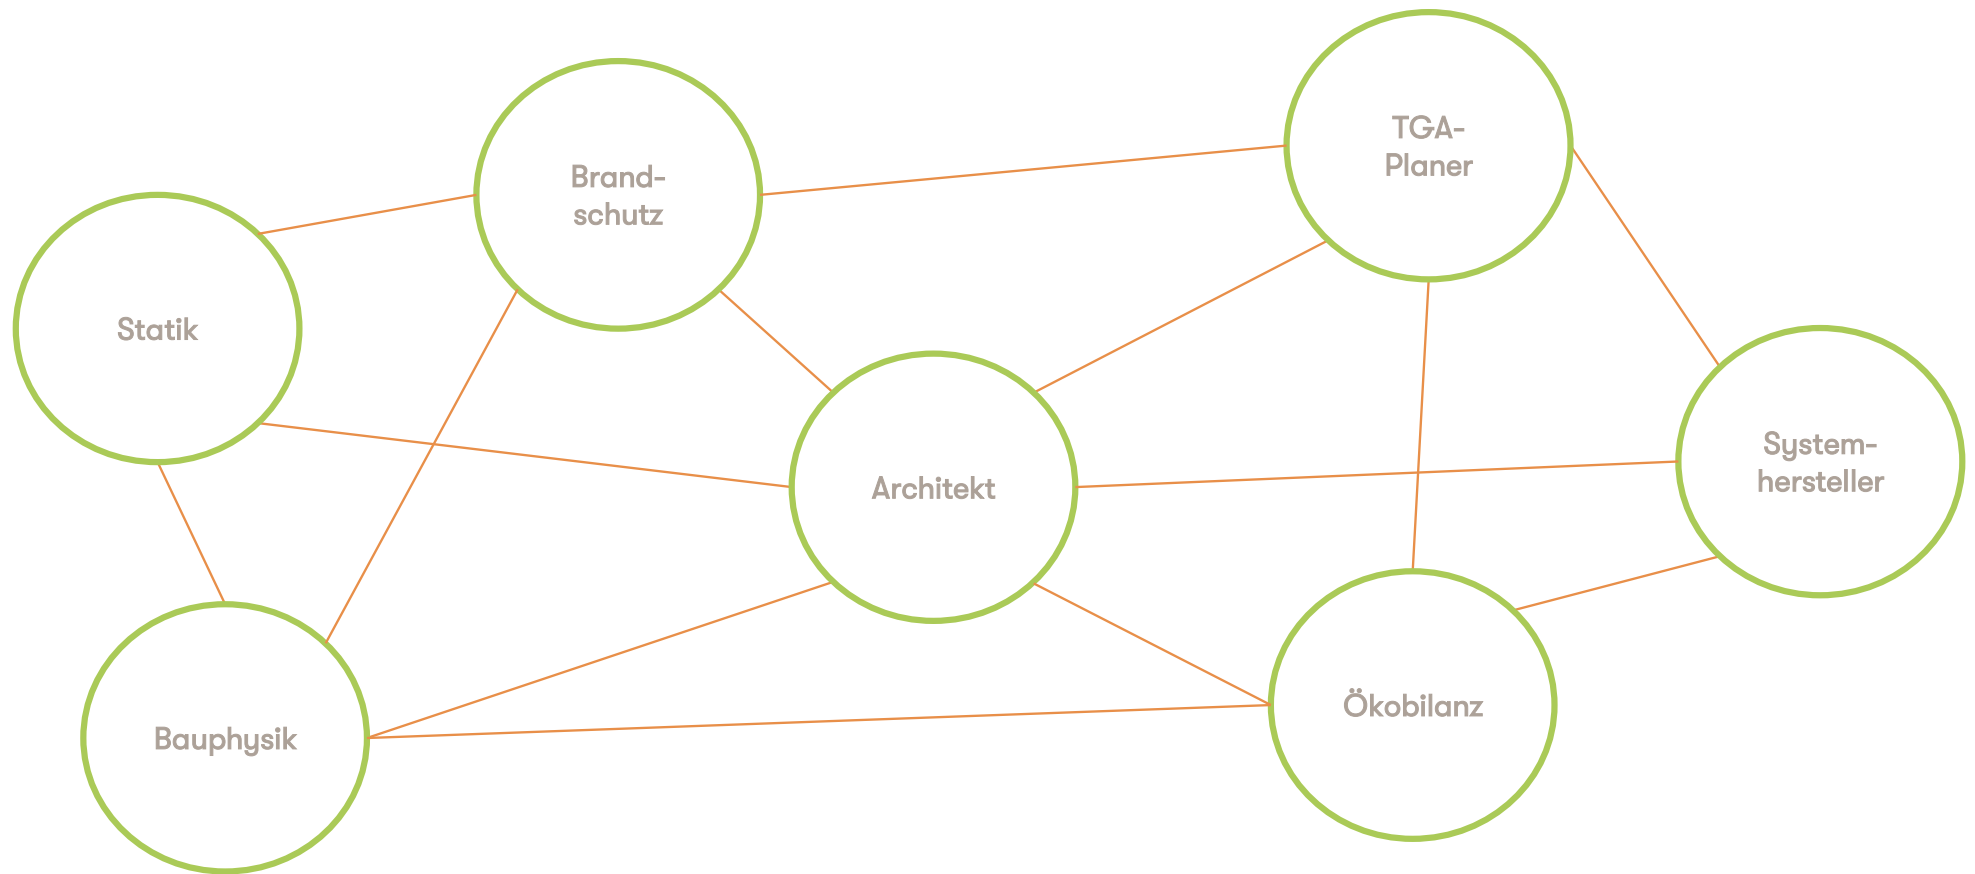 Brand-
schutz
TGA-
Planer
Statik
Architekt
System-
hersteller
Bauphysik
Ökobilanz